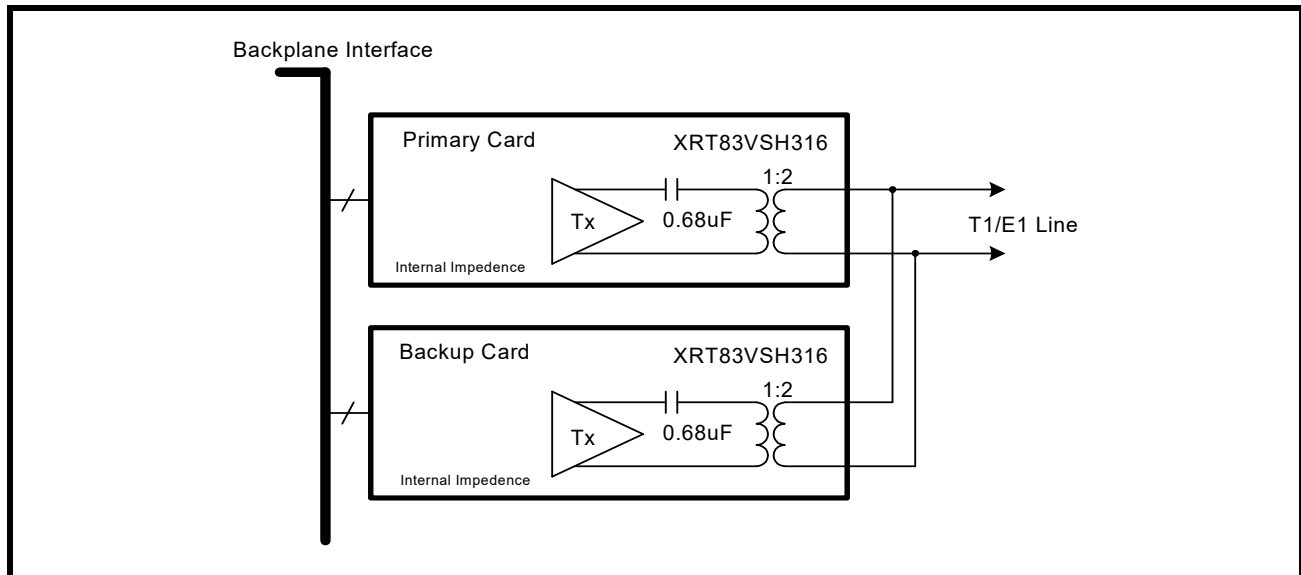 Backplane Interface
Primary Card
XRT83VSH316
1:2
Tx
0.68uF
T1/E1 Line
Internal Impedence
Backup Card
XRT83VSH316
1:2
Tx
0.68uF
Internal Impedence